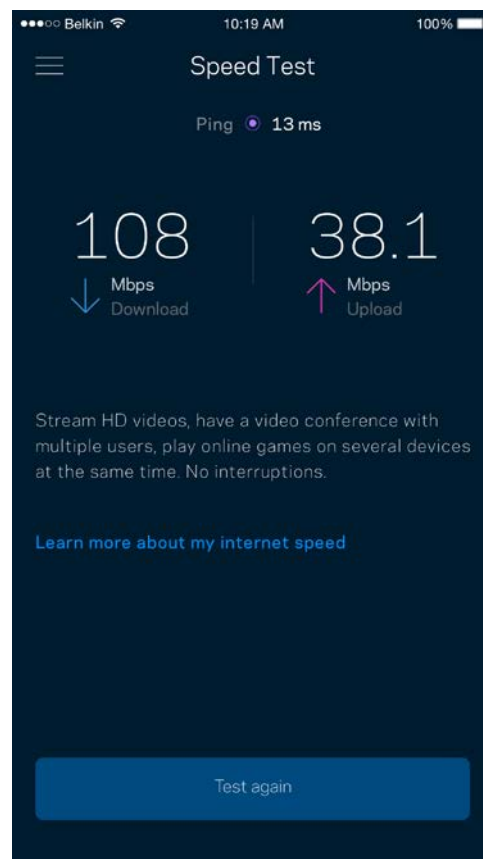 Belkin 10:19 AM 100%
Speed Test
Ping 13 ms
108 38.1
Mbps Mbps
Download Upload
Stream HD videos, have a video conference with
multiple users, play online games on several devices
at the same time. No interruptions.
Learn more about my internet speed
Test again